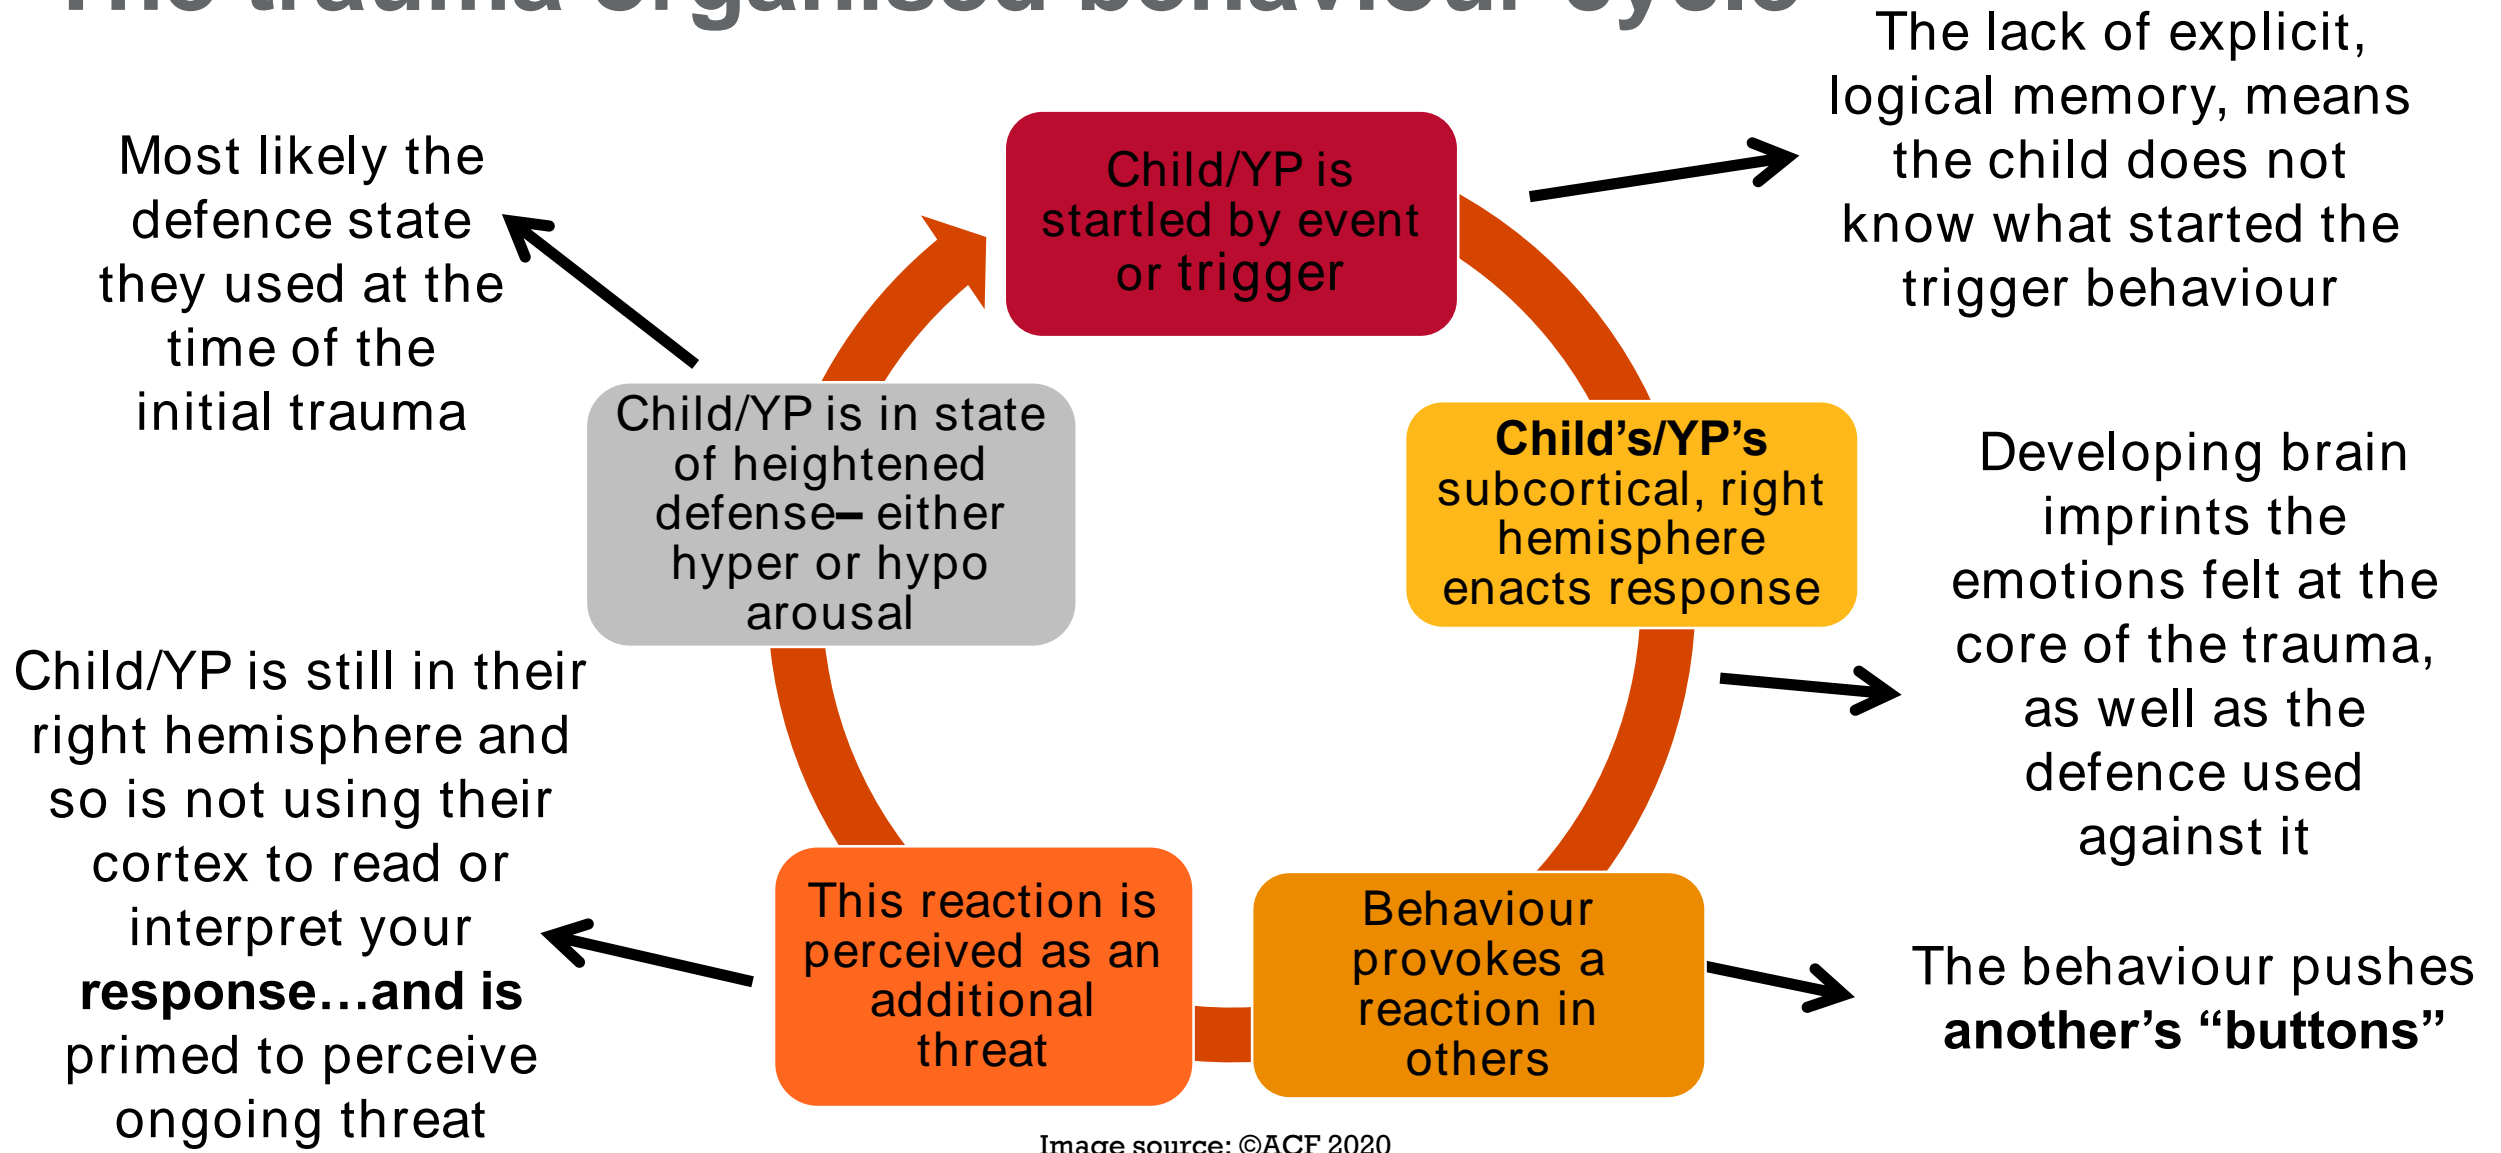 The trauma organised behaviour cycle
The lack of explicit,
logical memory, means
the child does not
know what started the
trigger behaviour
Most likely the
defence state
they used at the
time of the
initial trauma
Child/YP is
startled by event
or trigger
Child/YP is in state
of heightened
defense– either
hyper or hypo
arousal
Child’s/YP’s
subcortical, right
hemisphere
enacts response
Developing brain
imprints the
emotions felt at the
core of the trauma,
as well as the
defence used
against it
Child/YP is still in their
right hemisphere and
so is not using their
cortex to read or
interpret your
response…and is
primed to perceive
ongoing threat
This reaction is
perceived as an
additional
threat
Behaviour
provokes a
reaction in
others
The behaviour pushes
another’s “buttons”
Image source: ©ACF 2020